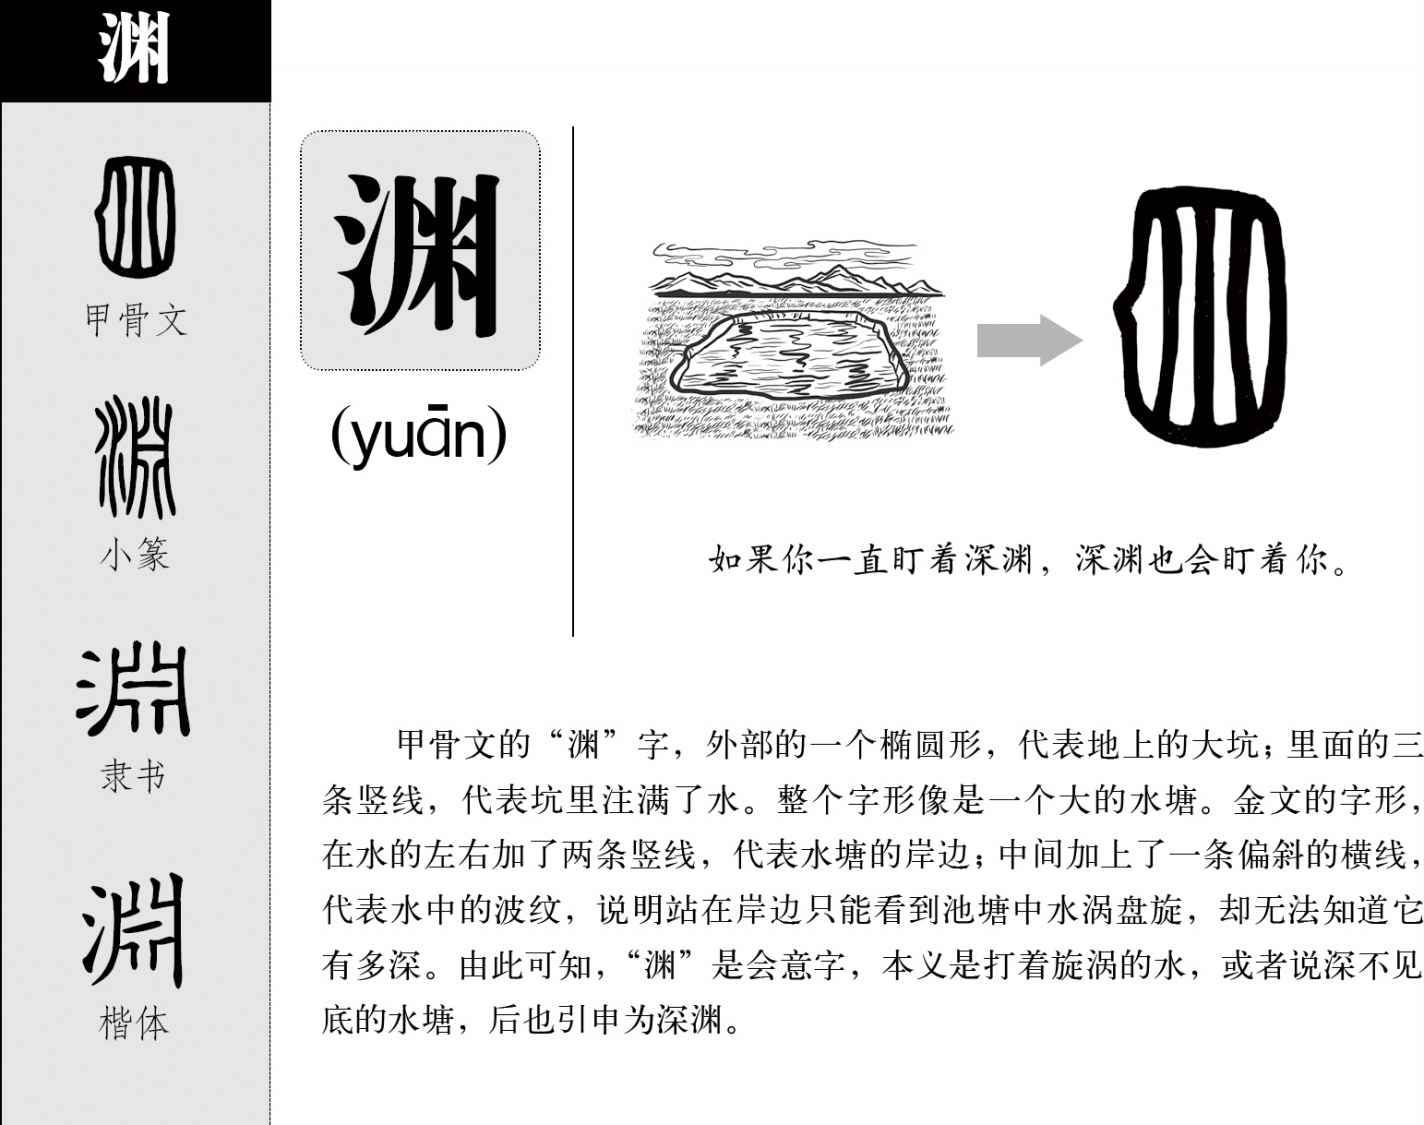 渊
甲骨文
小篆
隶书
楷体
渊
(yuān)
如果你一直盯着深渊，深渊也会盯着你。
甲骨文的“渊”字，外部的一个椭圆形，代表地上的大坑；里面的三
条竖线，代表坑里注满了水。整个字形像是一个大的水塘。金文的字形，
在水的左右加了两条竖线，代表水塘的岸边；中间加上了一条偏斜的横线，
代表水中的波纹，说明站在岸边只能看到池塘中水涡盘旋，却无法知道它
有多深。由此可知，“渊”是会意字，本义是打着旋涡的水，或者说深不见
底的水塘，后也引申为深渊。